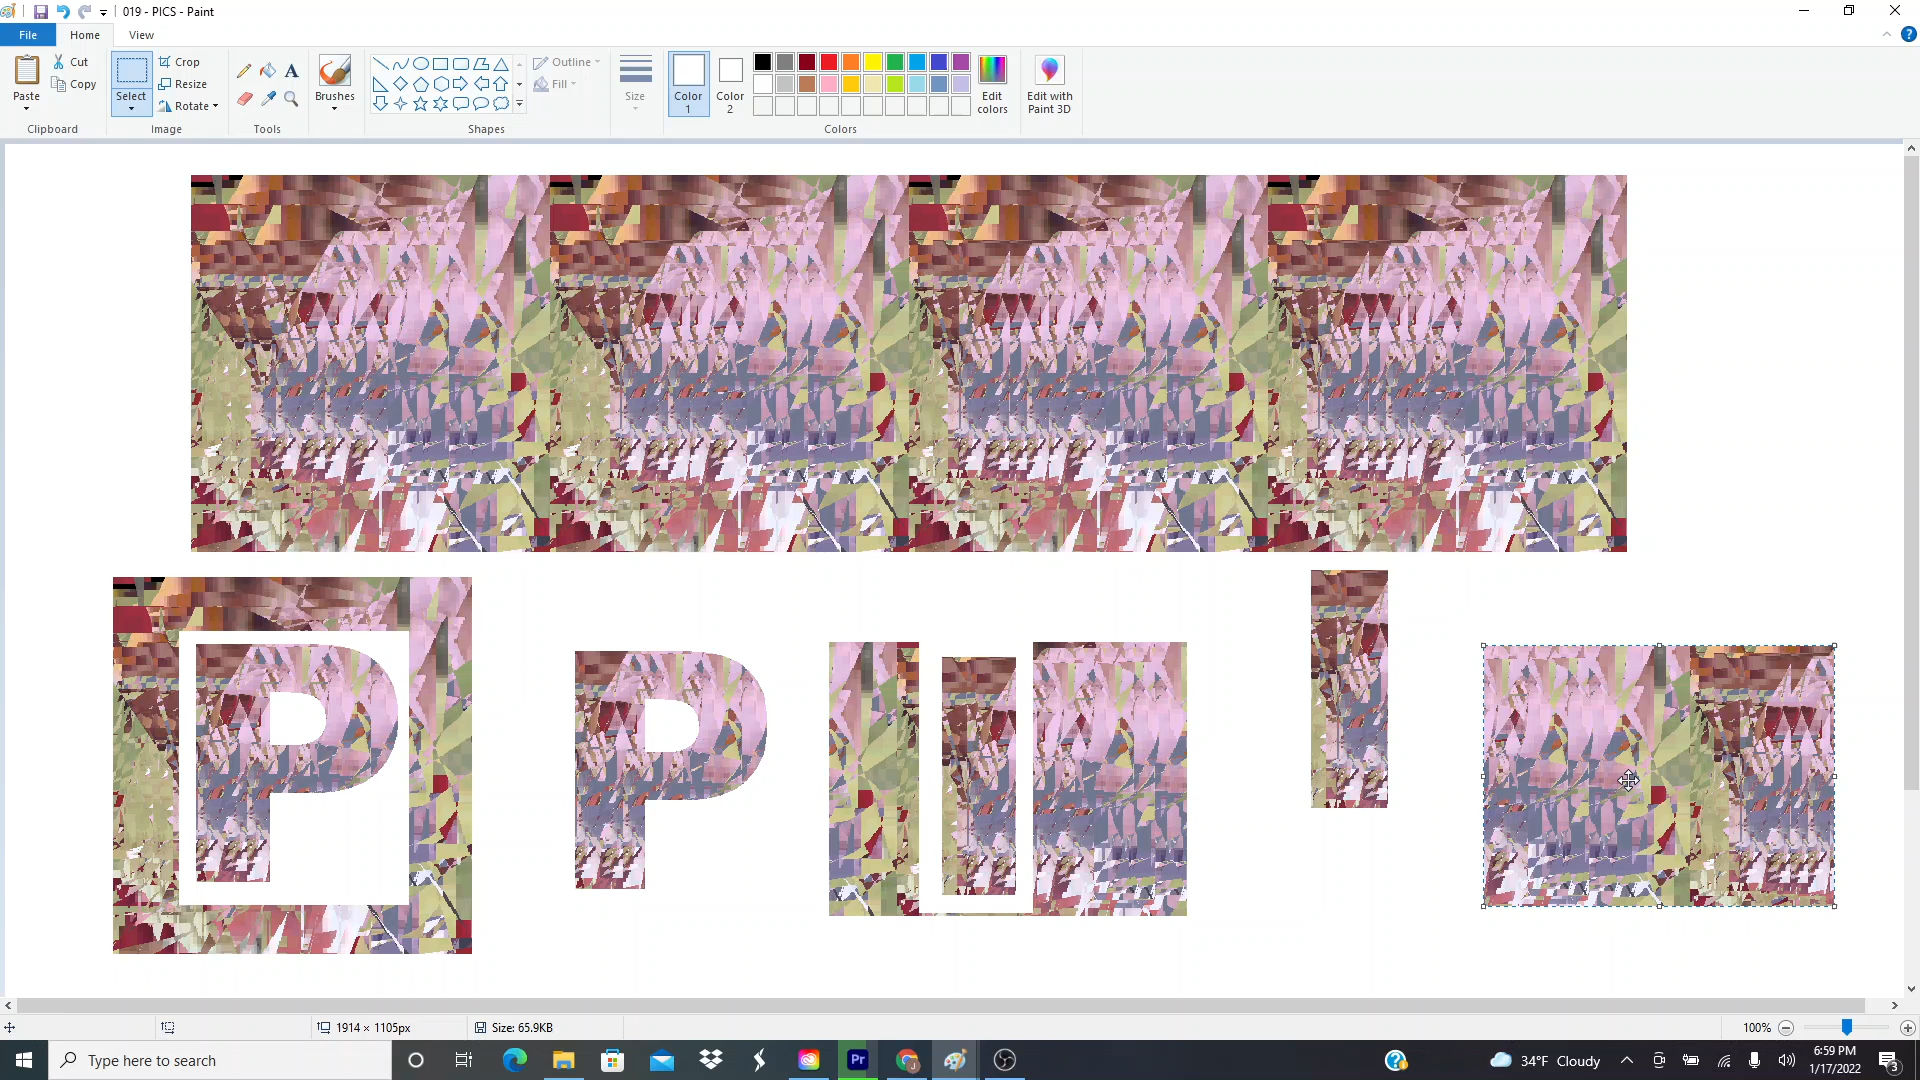 019 - PICS - Paint
File Home View
Paste Cut Copy Clipboard
Select Crop Resize Rotate Image
A
Tools
Brushes
Shapes
Outline Fill
Size
Color 1
Color 2
Colors
Edit colors
Edit with Paint 3D
?
P P
1914 × 1105px
Size: 65.9KB
100%
Type here to search
Pr
34°F Cloudy
6:59 PM
1/17/2022
3